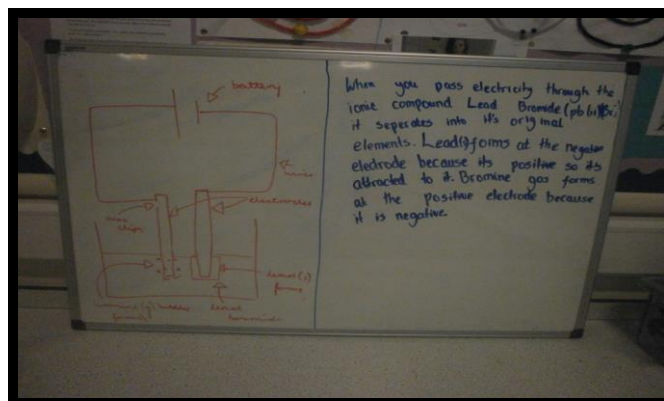 battery
wires
electrodes
lead(s)
lead
When you pass electricity through the
ionic compound Lead Bromide
it seperates into it's original
elements. Lead(s) forms at the negative
electrode because its positive so its
attracted to it. Bromine gas forms
at the positive electrode because
it is negative.